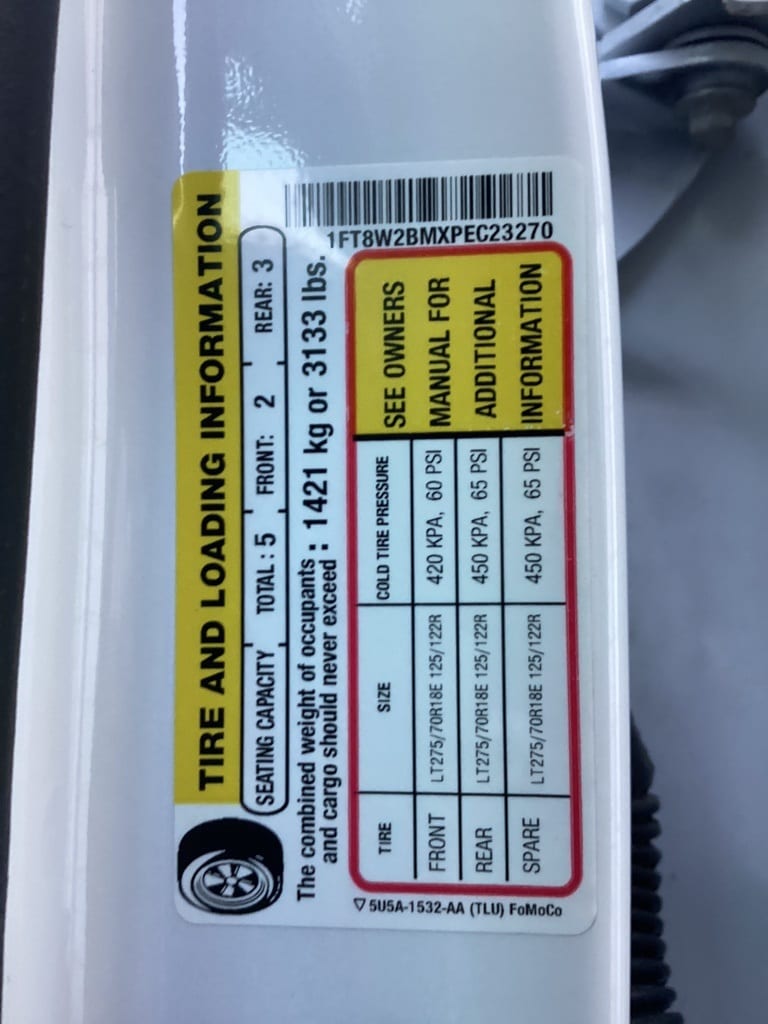 TIRE AND LOADING INFORMATION
SEATING CAPACITY TOTAL : 5 FRONT: 2 REAR: 3
The combined weight of occupants
and cargo should never exceed : 1421 kg or 3133 lbs.
1FT8W2BMXPEC23270
TIRE SIZE COLD TIRE PRESSURE SEE OWNERS
FRONT LT275/70R18E 125/122R 420 KPA, 60 PSI MANUAL FOR
REAR LT275/70R18E 125/122R 450 KPA, 65 PSI ADDITIONAL
SPARE LT275/70R18E 125/122R 450 KPA, 65 PSI INFORMATION
5U5A-1532-AA (TLU) FoMoCo